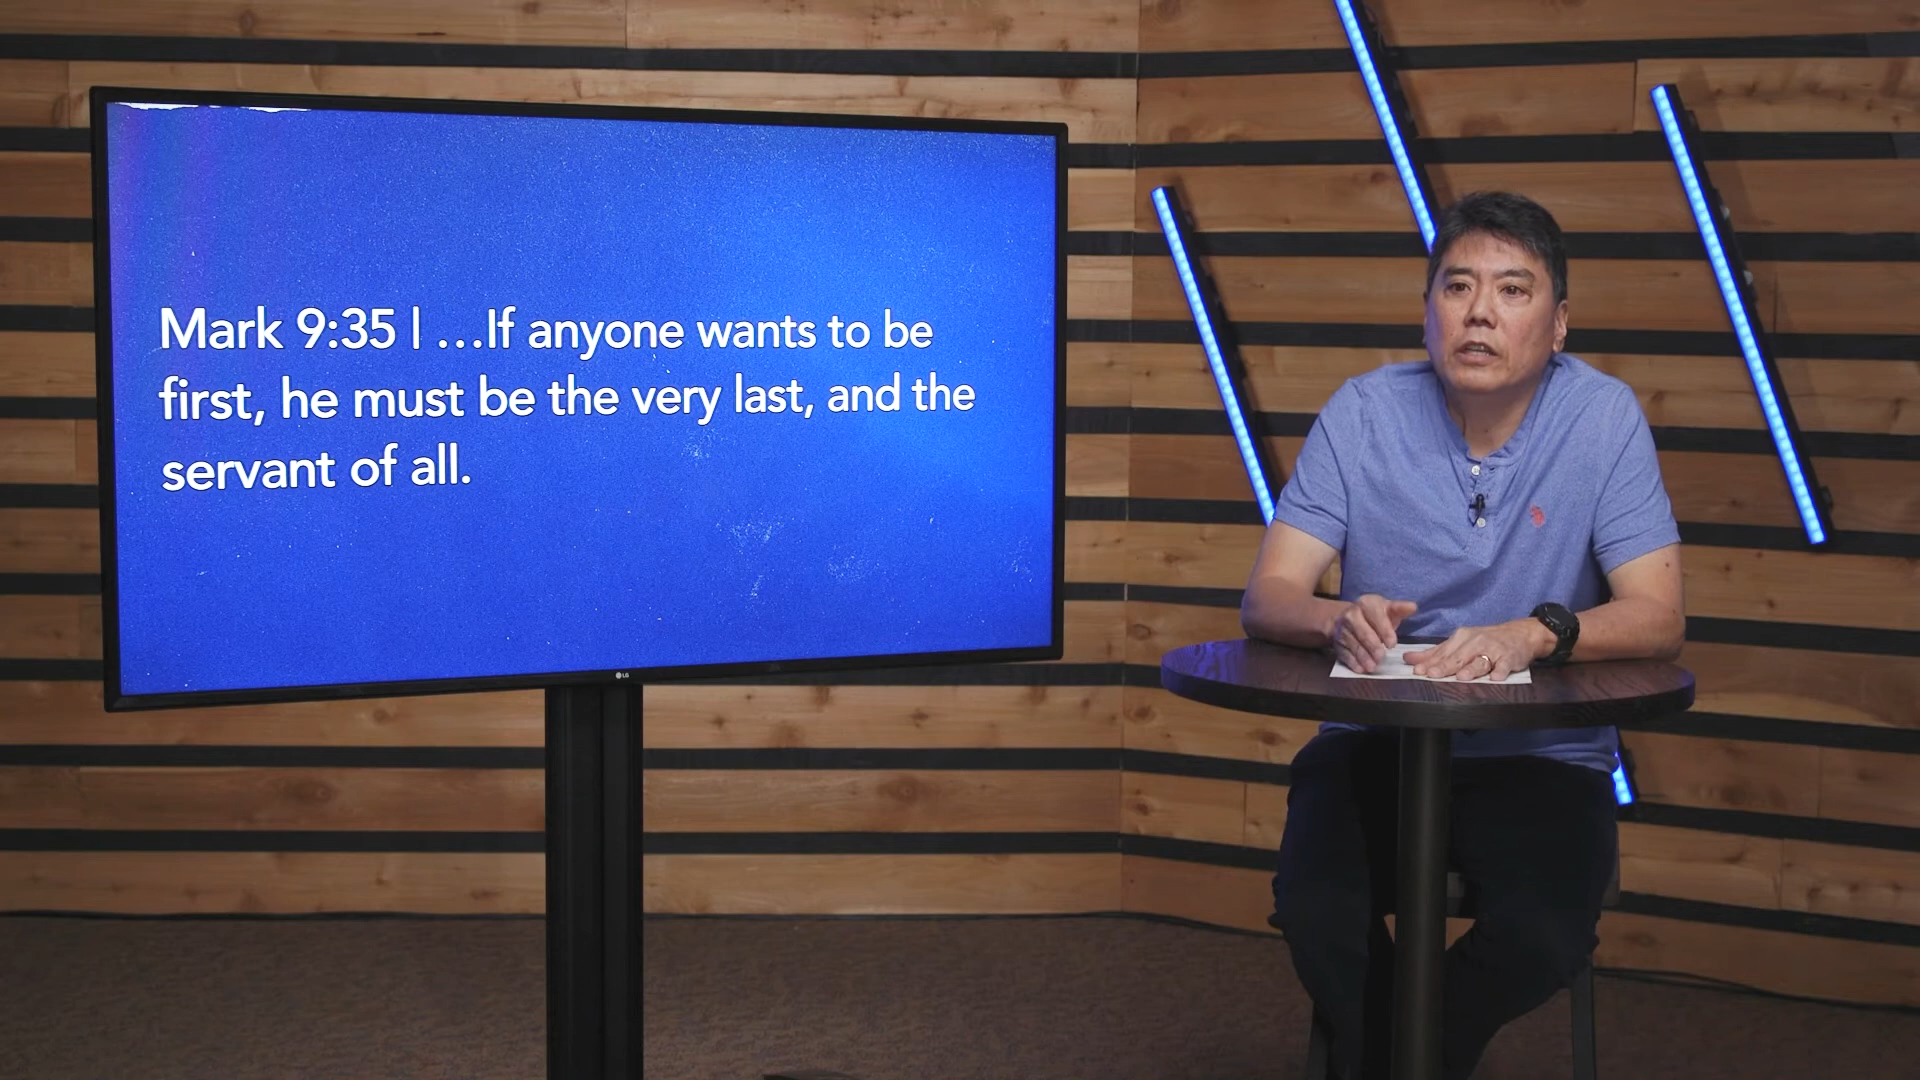 Mark 9:35 | ...If anyone wants to be
first, he must be the very last, and the
servant of all.
LG